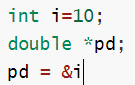 int i=10;
double *pd;
pd = &i